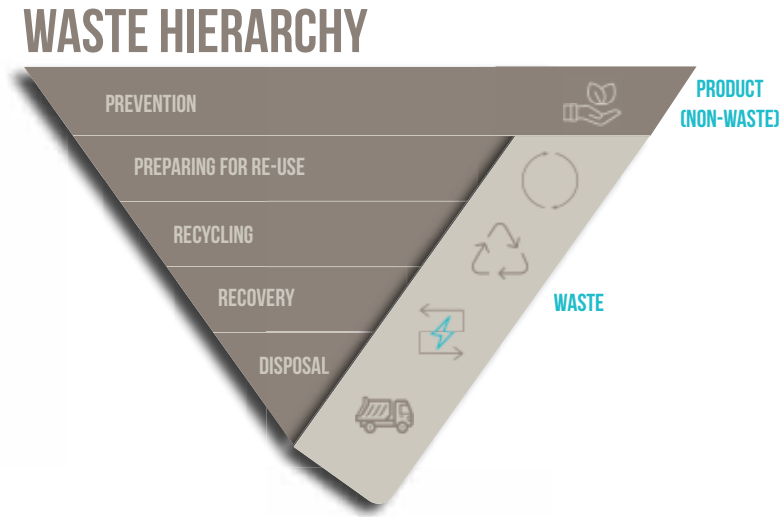 WASTE HIERARCHY
PREVENTION
PRODUCT
(NON-WASTE)
PREPARING FOR RE-USE
RECYCLING
RECOVERY
WASTE
DISPOSAL